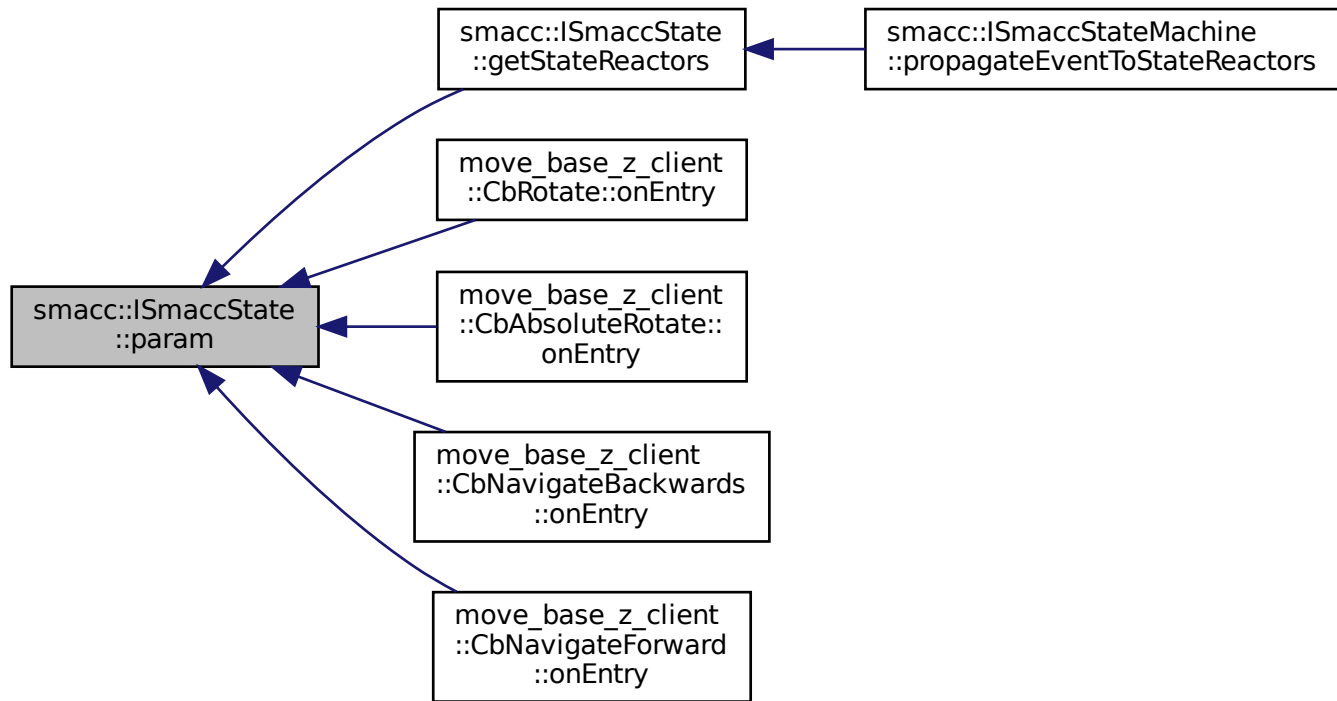 smacc::ISmaccState
::getStateReactors
smacc::ISmaccStateMachine
::propagateEventToStateReactors
move_base_z_client
::CbRotate::onEntry
smacc::ISmaccState
::param
move_base_z_client
::CbAbsoluteRotate::
onEntry
move_base_z_client
::CbNavigateBackwards
::onEntry
move_base_z_client
::CbNavigateForward
::onEntry